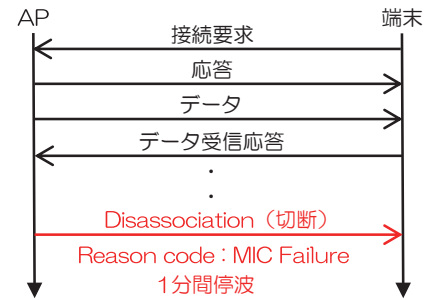 AP 端末
接続要求
応答
データ
データ受信応答
・
・
Disassociation（切断）
Reason code：MIC Failure
1分間停波